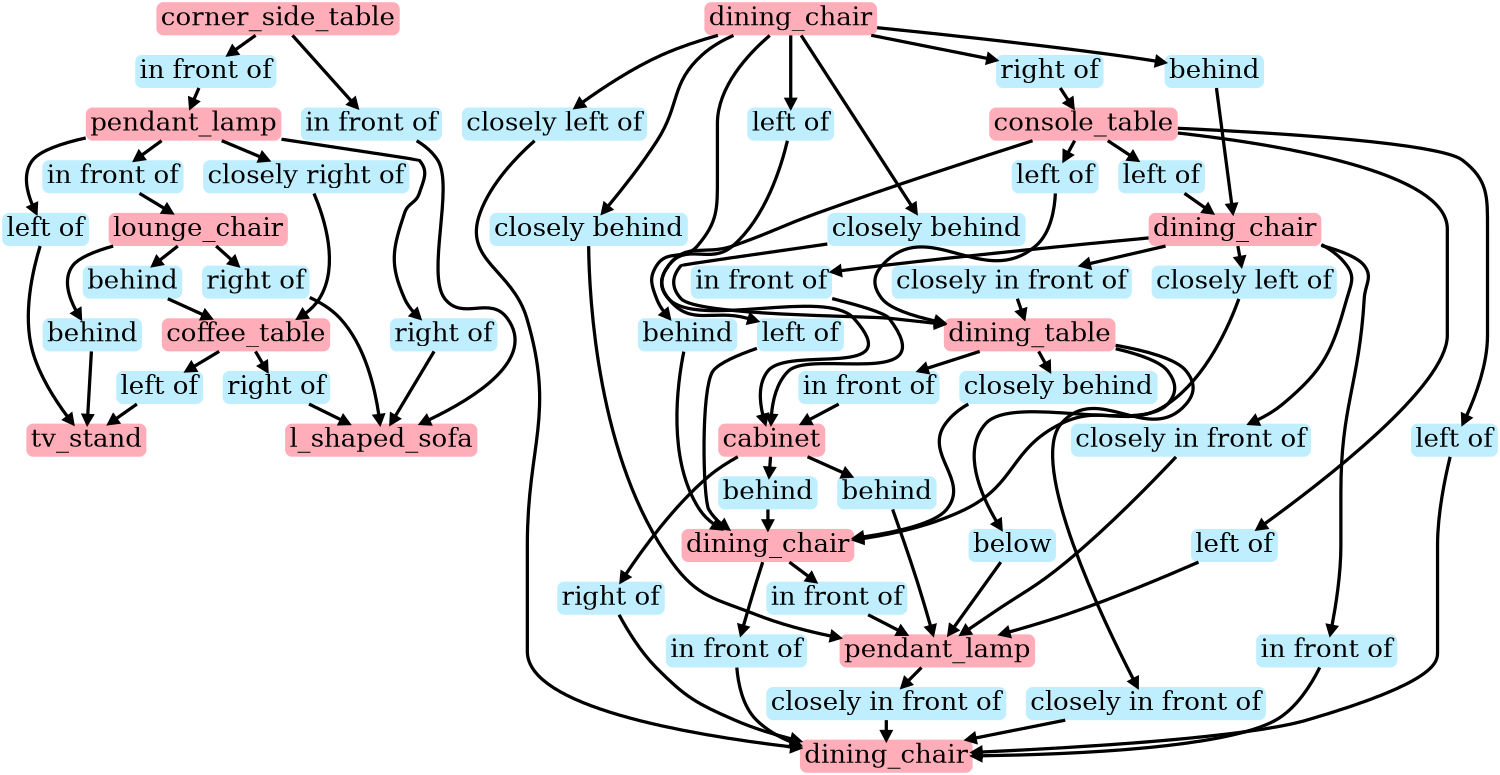 corner_side_table
dining_chair
in front of
right of
behind
pendant_lamp
in front of
closely left of
left of
console_table
in front of
closely right of
left of
left of
left of
lounge_chair
closely behind
closely behind
dining_chair
behind
right of
in front of
closely in front of
closely left of
behind
coffee_table
right of
behind
left of
dining_table
left of
right of
in front of
closely behind
tv_stand
l_shaped_sofa
cabinet
closely in front of
left of
behind
behind
dining_chair
below
left of
right of
in front of
in front of
pendant_lamp
in front of
closely in front of
closely in front of
dining_chair